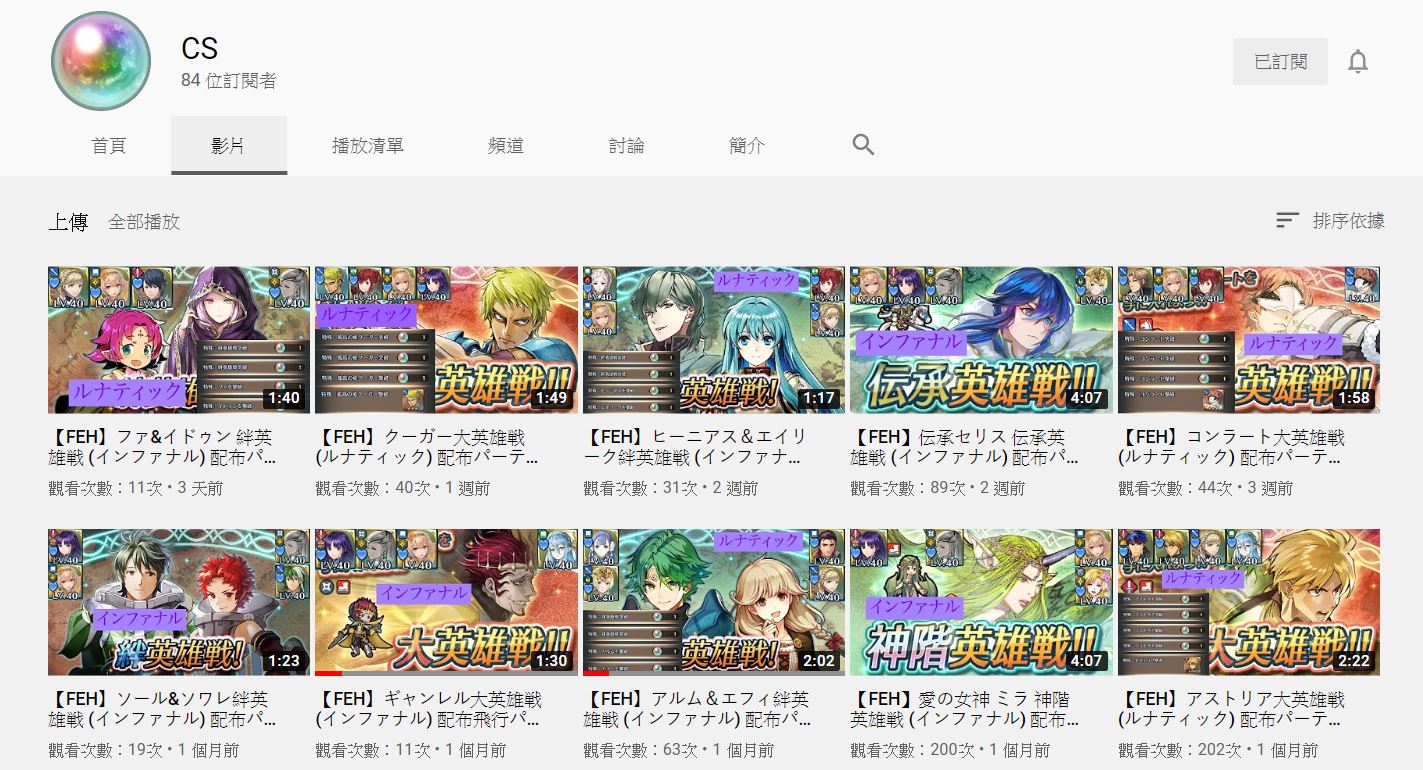 CS
84 位訂閱者
已訂閱
首頁
影片
播放清單
頻道
討論
簡介
上傳
全部播放
排序依據
LV.40
ルナティック
1:40
ルナティック
英雄戦!!
1:49
ルナティック
英雄戦!
1:17
インファナル
伝承英雄戦!!
4:07
ルナティック
英雄戦!!
1:58
【FEH】ファ&イドゥン 絆英
雄戦 (インファナル) 配布パ...
觀看次數：11次 • 3 天前
【FEH】クーガー大英雄戦
(ルナティック) 配布パーテ...
觀看次數：40次 • 1 週前
【FEH】ヒーニアス＆エイリ
ーク絆英雄戦 (インファナ...
觀看次數：31次 • 2 週前
【FEH】伝承セリス 伝承英
雄戦 (インファナル) 配布パ...
觀看次數：89次 • 2 週前
【FEH】コンラート大英雄戦
(ルナティック) 配布パーテ...
觀看次數：44次 • 3 週前
インファナル
絆英雄戦!
1:23
インファナル
大英雄戦!!
1:30
ルナティック
英雄戦!
2:02
インファナル
神階英雄戦!!
4:07
ルナティック
大英雄戦!!
2:22
【FEH】ソール&ソワレ絆英
雄戦 (インファナル) 配布パ...
觀看次數：19次 • 1 個月前
【FEH】ギャンレル大英雄戦
(インファナル) 配布飛行パ...
觀看次數：11次 • 1 個月前
【FEH】アルム＆エフィ絆英
雄戦 (インファナル) 配布パ...
觀看次數：63次 • 1 個月前
【FEH】愛の女神 ミラ 神階
英雄戦 (インファナル) 配布...
觀看次數：200次 • 1 個月前
【FEH】アストリア大英雄戦
(ルナティック) 配布パーテ...
觀看次數：202次 • 1 個月前